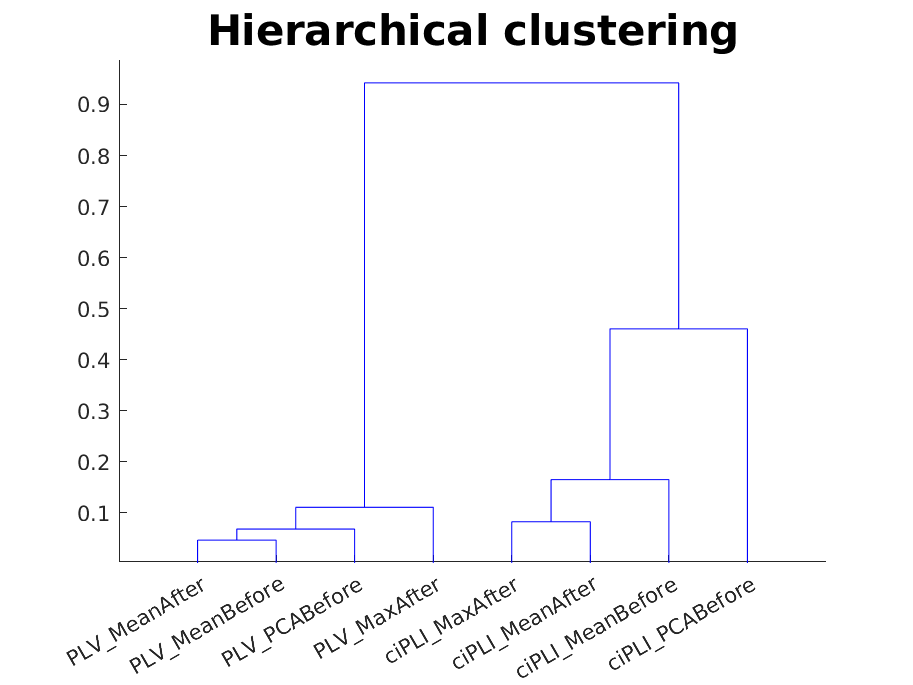 Hierarchical clustering
0.9
0.8
0.7
0.6
0.5
0.4
0.3
0.2
0.1
PLV_MeanAfter
PLV_MeanBefore
PLV_PCABefore
PLV_MaxAfter
ciPLI_MaxAfter
ciPLI_MeanAfter
ciPLI_MeanBefore
ciPLI_PCABefore